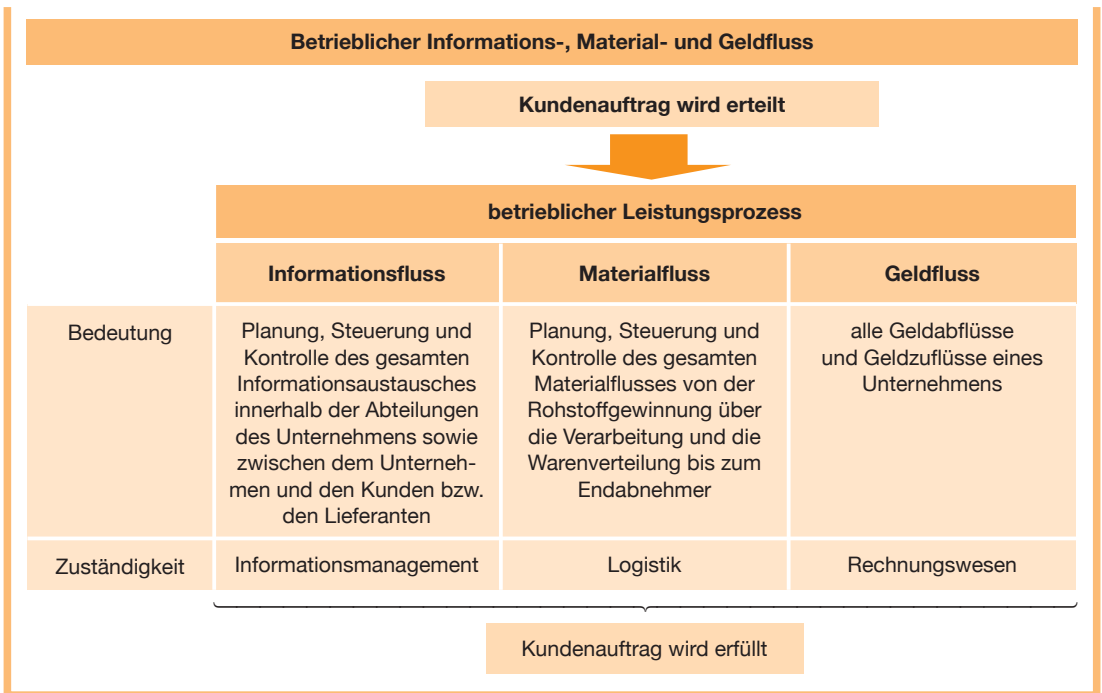 Betrieblicher Informations-, Material- und Geldfluss
Kundenauftrag wird erteilt
betrieblicher Leistungsprozess
Informationsfluss
Materialfluss
Geldfluss
Bedeutung
Planung, Steuerung und
Kontrolle des gesamten
Informationsaustausches
innerhalb der Abteilungen
des Unternehmens sowie
zwischen dem Unterneh-
men und den Kunden bzw.
den Lieferanten
Planung, Steuerung und
Kontrolle des gesamten
Materialflusses von der
Rohstoffgewinnung über
die Verarbeitung und die
Warenverteilung bis zum
Endabnehmer
alle Geldabflüsse
und Geldzuflüsse eines
Unternehmens
Zuständigkeit
Informationsmanagement
Logistik
Rechnungswesen
Kundenauftrag wird erfüllt